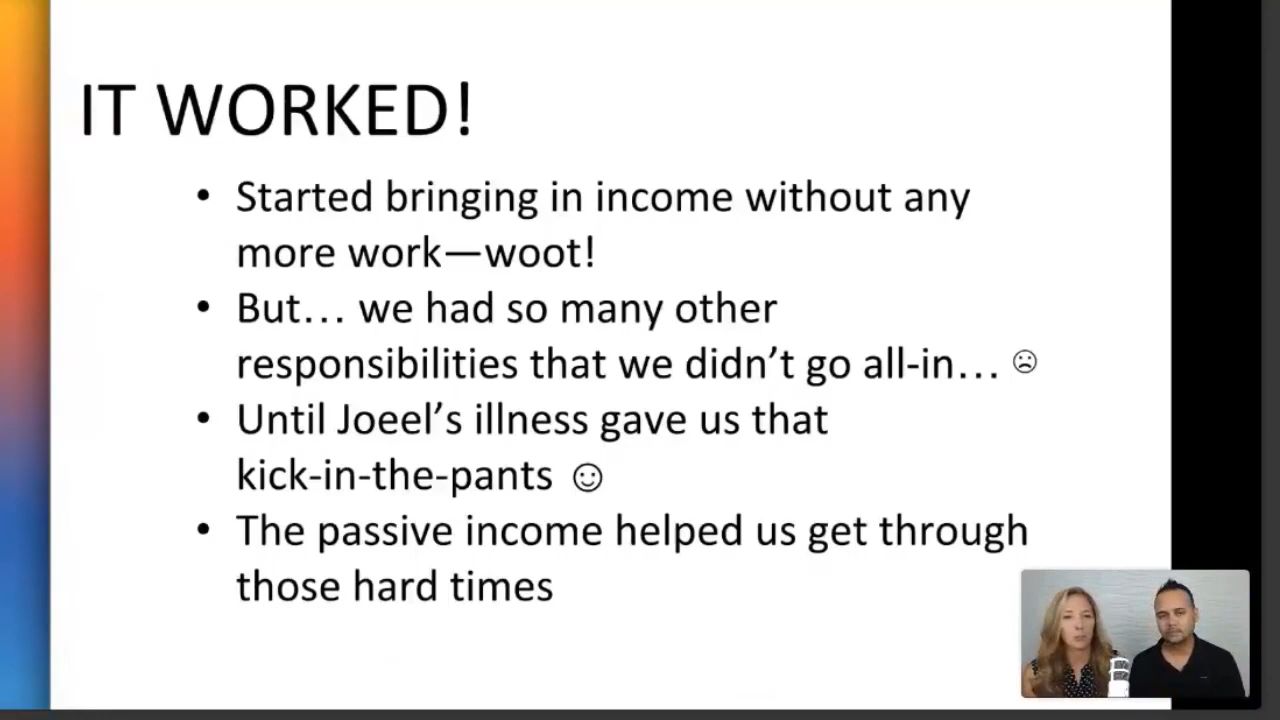 IT WORKED!
• Started bringing in income without any
more work—woot!
• But… we had so many other
responsibilities that we didn’t go all-in… ☹
• Until Joeel’s illness gave us that
kick-in-the-pants ☺
• The passive income helped us get through
those hard times